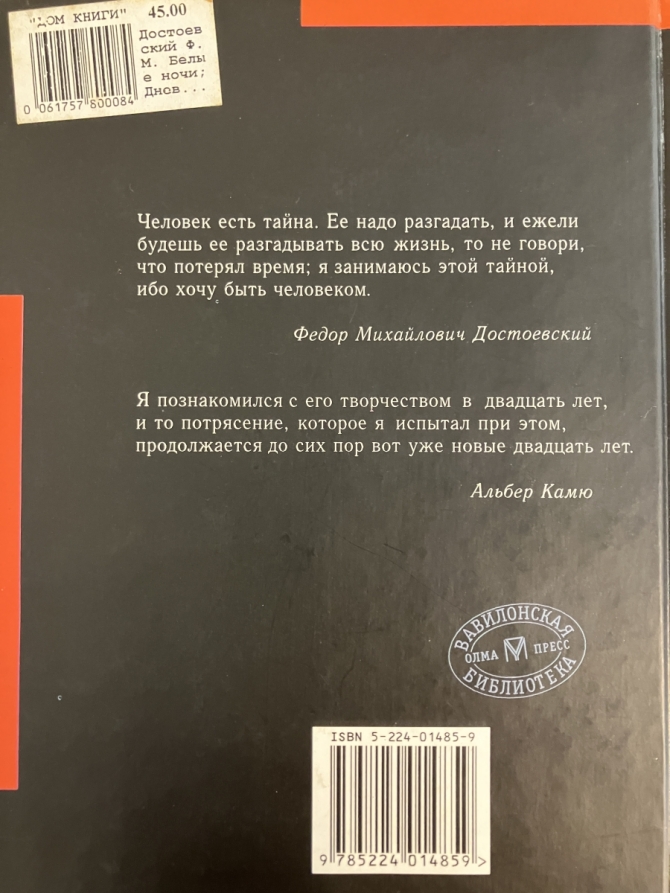 "ДОМ КНИГИ" 45.00
Достоев
ский Ф.
М. Белы
е ночи;
Днов...
0 061757 800084
Человек есть тайна. Ее надо разгадать, и ежели
будешь ее разгадывать всю жизнь, то не говори,
что потерял время; я занимаюсь этой тайной,
ибо хочу быть человеком.
Федор Михайлович Достоевский
Я познакомился с его творчеством в двадцать лет,
и то потрясение, которое я испытал при этом,
продолжается до сих пор вот уже новые двадцать лет.
Альбер Камю
ВАВИЛОНСКАЯ
ОЛМА ПРЕСС
БИБЛИОТЕКА
ISBN 5-224-01485-9
9 785224 014859 >